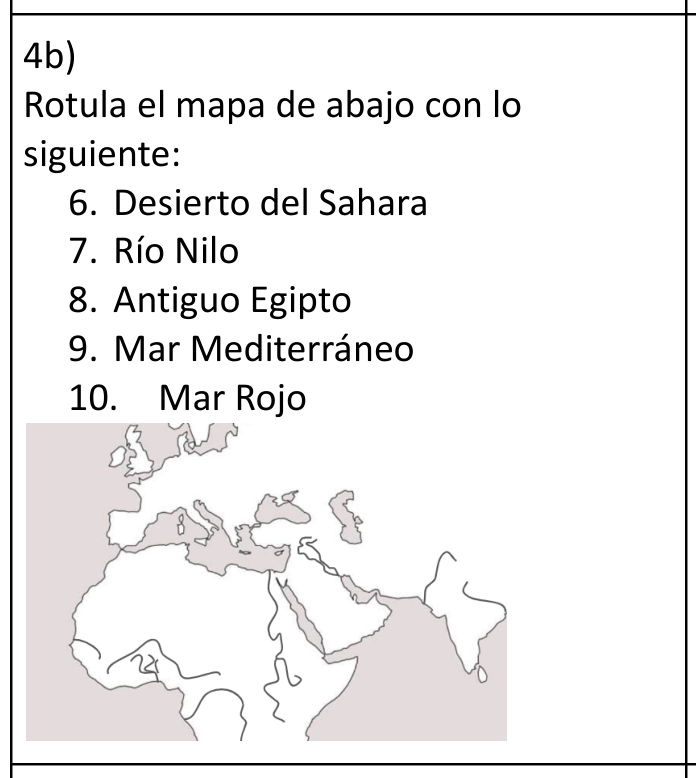 4b)
Rotula el mapa de abajo con lo
siguiente:
6. Desierto del Sahara
7. Río Nilo
8. Antiguo Egipto
9. Mar Mediterráneo
10. Mar Rojo